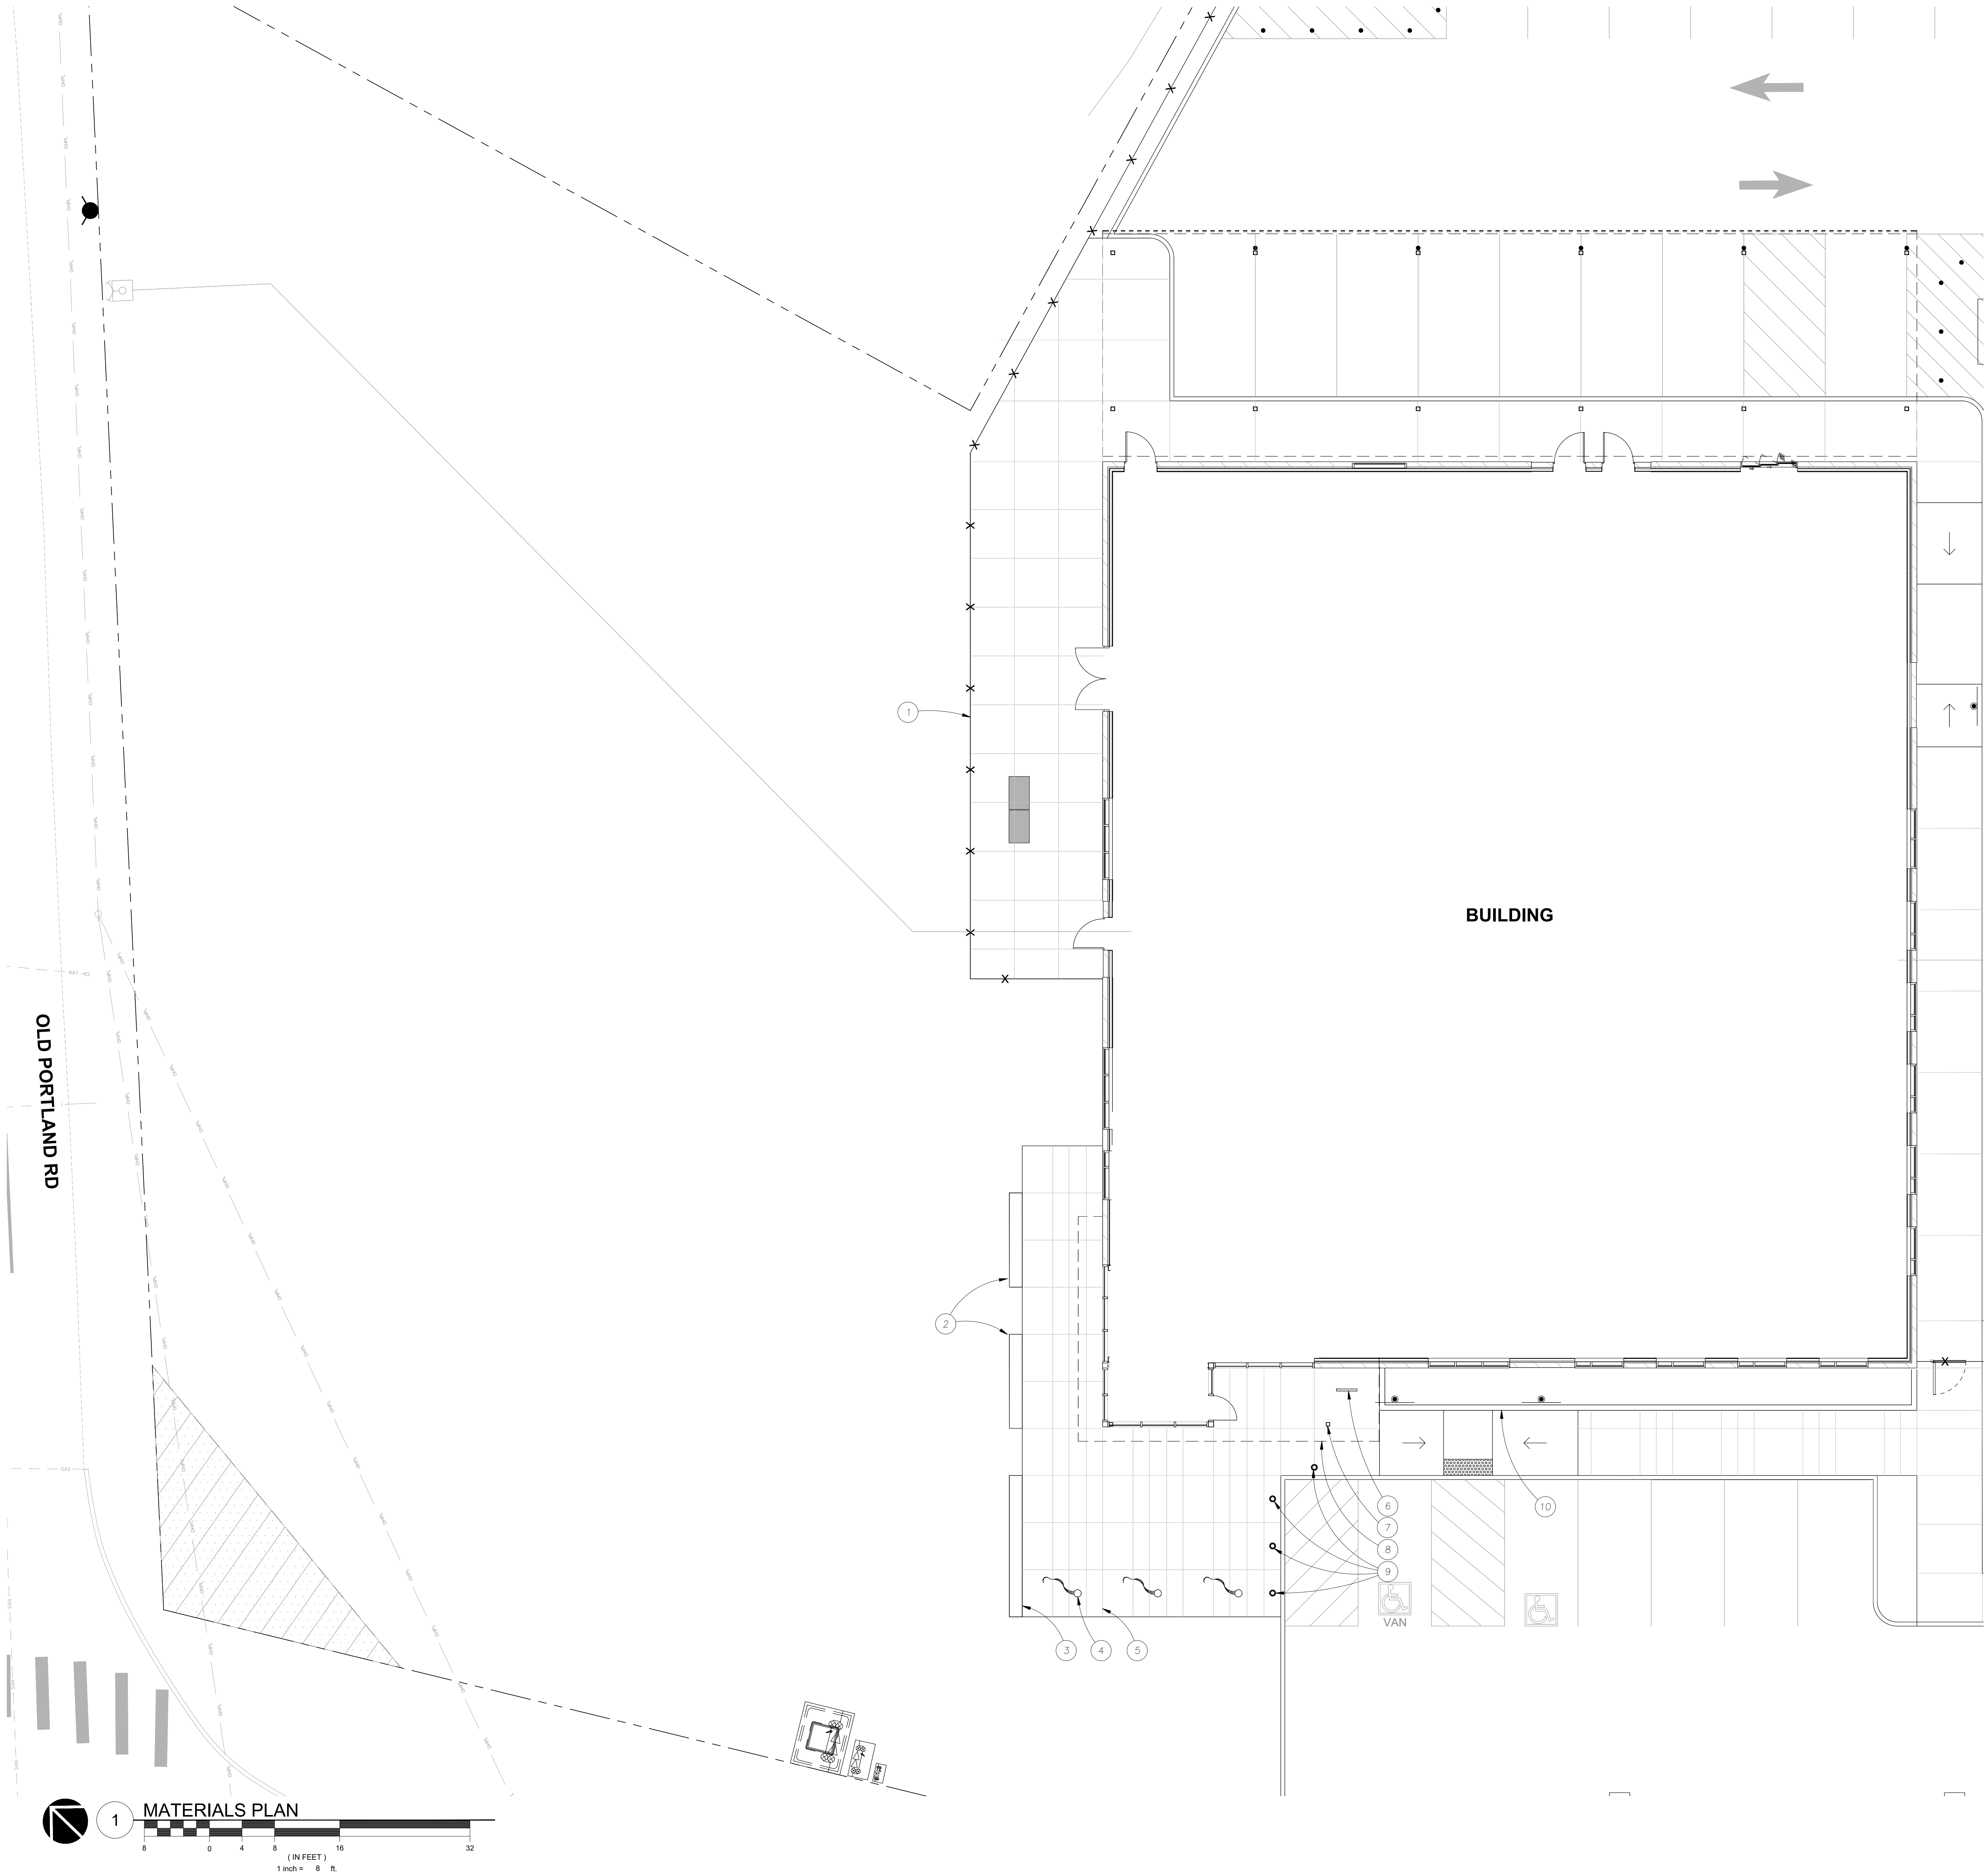 BUILDING
1
OLD PORTLAND RD
2
6
7
8
9
10
VAN
3
4
5
1
MATERIALS PLAN
8 0 4 8 16 32
( IN FEET )
1 inch = 8 ft.